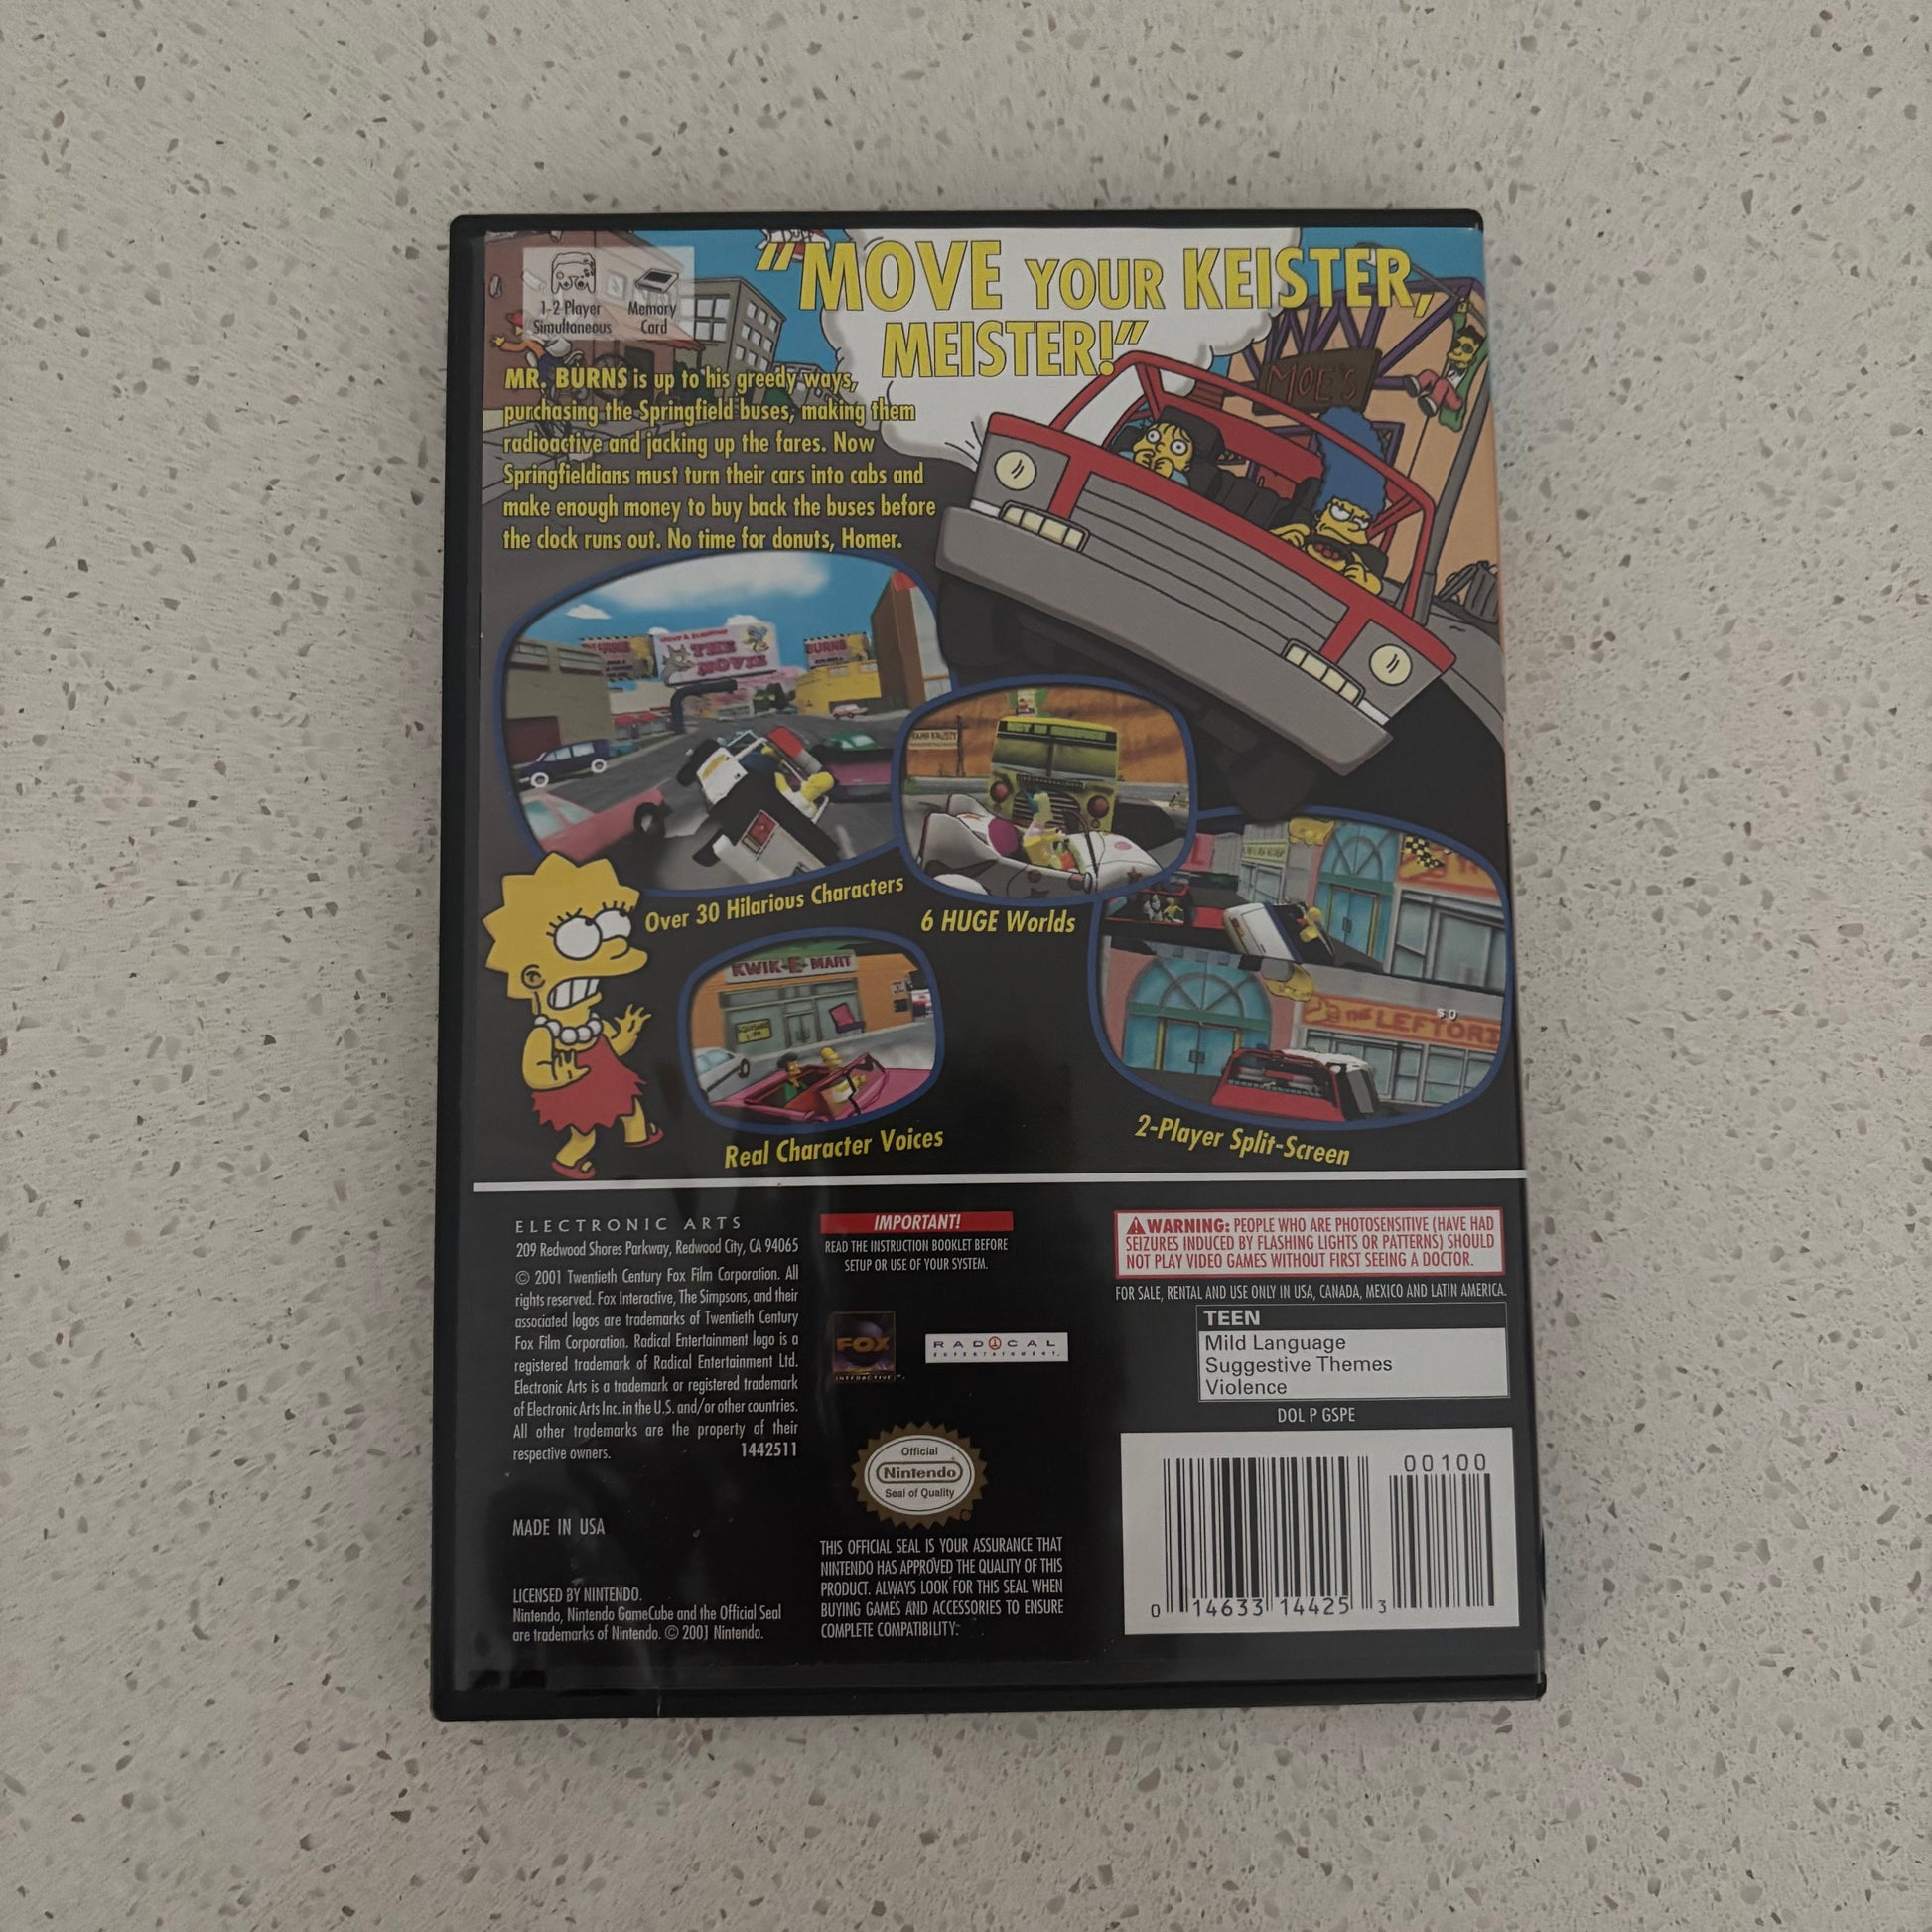 1-2 Player
Simultaneous
Memory
Card
"MOVE YOUR KEISTER,
MEISTER!"
MOE'S
MR. BURNS is up to his greedy ways,
purchasing the Springfield buses, making them
radioactive and jacking up the fares. Now
Springfieldians must turn their cars into cabs and
make enough money to buy back the buses before
the clock runs out. No time for donuts, Homer.
THE
MOVIE
BURNS
NOT IN SERVICE
KAMP KRUSTY
Over 30 Hilarious Characters
6 HUGE Worlds
KWIK-E-MART
$0
THE LEFTORI
Real Character Voices
2-Player Split-Screen
ELECTRONIC ARTS
209 Redwood Shores Parkway, Redwood City, CA 94065
© 2001 Twentieth Century Fox Film Corporation. All
rights reserved. Fox Interactive, The Simpsons, and their
associated logos are trademarks of Twentieth Century
Fox Film Corporation. Radical Entertainment logo is a
registered trademark of Radical Entertainment Ltd.
Electronic Arts is a trademark or registered trademark
of Electronic Arts Inc. in the U.S. and/or other countries.
All other trademarks are the property of their
respective owners. 1442511
MADE IN USA
LICENSED BY NINTENDO.
Nintendo, Nintendo GameCube and the Official Seal
are trademarks of Nintendo. © 2001 Nintendo.
IMPORTANT!
READ THE INSTRUCTION BOOKLET BEFORE
SETUP OR USE OF YOUR SYSTEM.
FOX
INTERACTIVE™
RADICAL
ENTERTAINMENT
Official
Nintendo®
Seal of Quality
THIS OFFICIAL SEAL IS YOUR ASSURANCE THAT
NINTENDO HAS APPROVED THE QUALITY OF THIS
PRODUCT. ALWAYS LOOK FOR THIS SEAL WHEN
BUYING GAMES AND ACCESSORIES TO ENSURE
COMPLETE COMPATIBILITY.
WARNING: PEOPLE WHO ARE PHOTOSENSITIVE (HAVE HAD
SEIZURES INDUCED BY FLASHING LIGHTS OR PATTERNS) SHOULD
NOT PLAY VIDEO GAMES WITHOUT FIRST SEEING A DOCTOR.
FOR SALE, RENTAL AND USE ONLY IN USA, CANADA, MEXICO AND LATIN AMERICA.
TEEN
Mild Language
Suggestive Themes
Violence
DOL P GSPE
00100
0 14633 14425 3